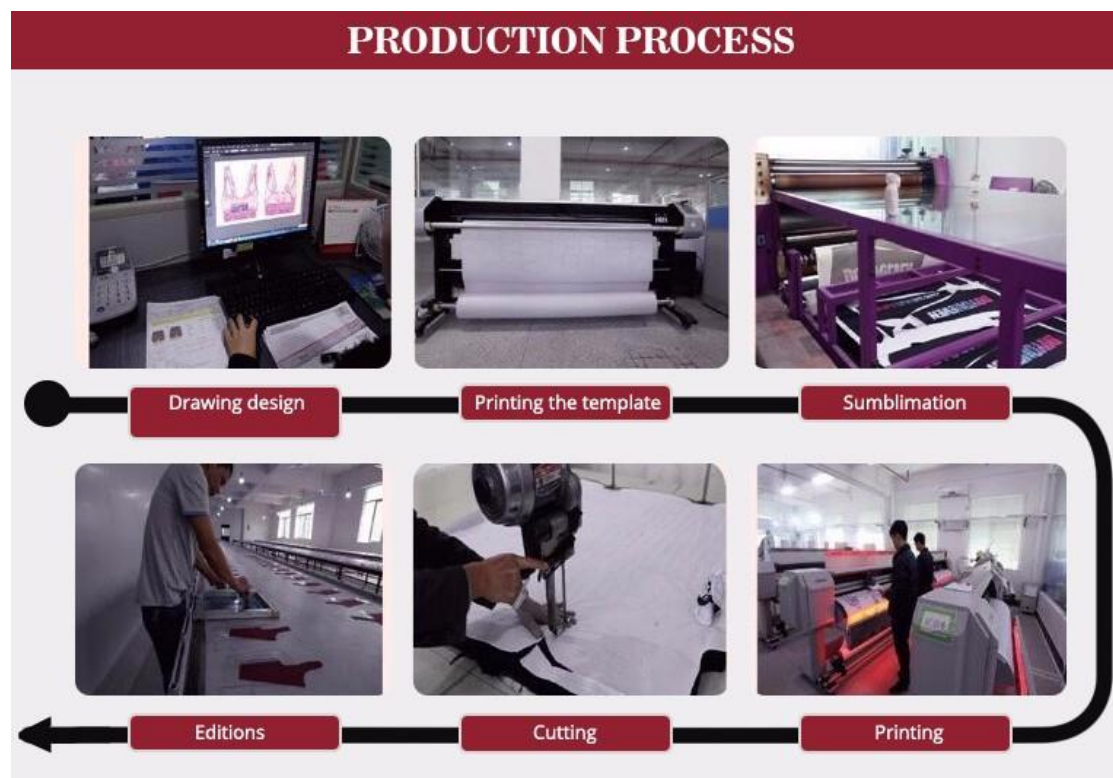 PRODUCTION PROCESS
Drawing design
Printing the template
Sumblimation
Editions
Cutting
Printing